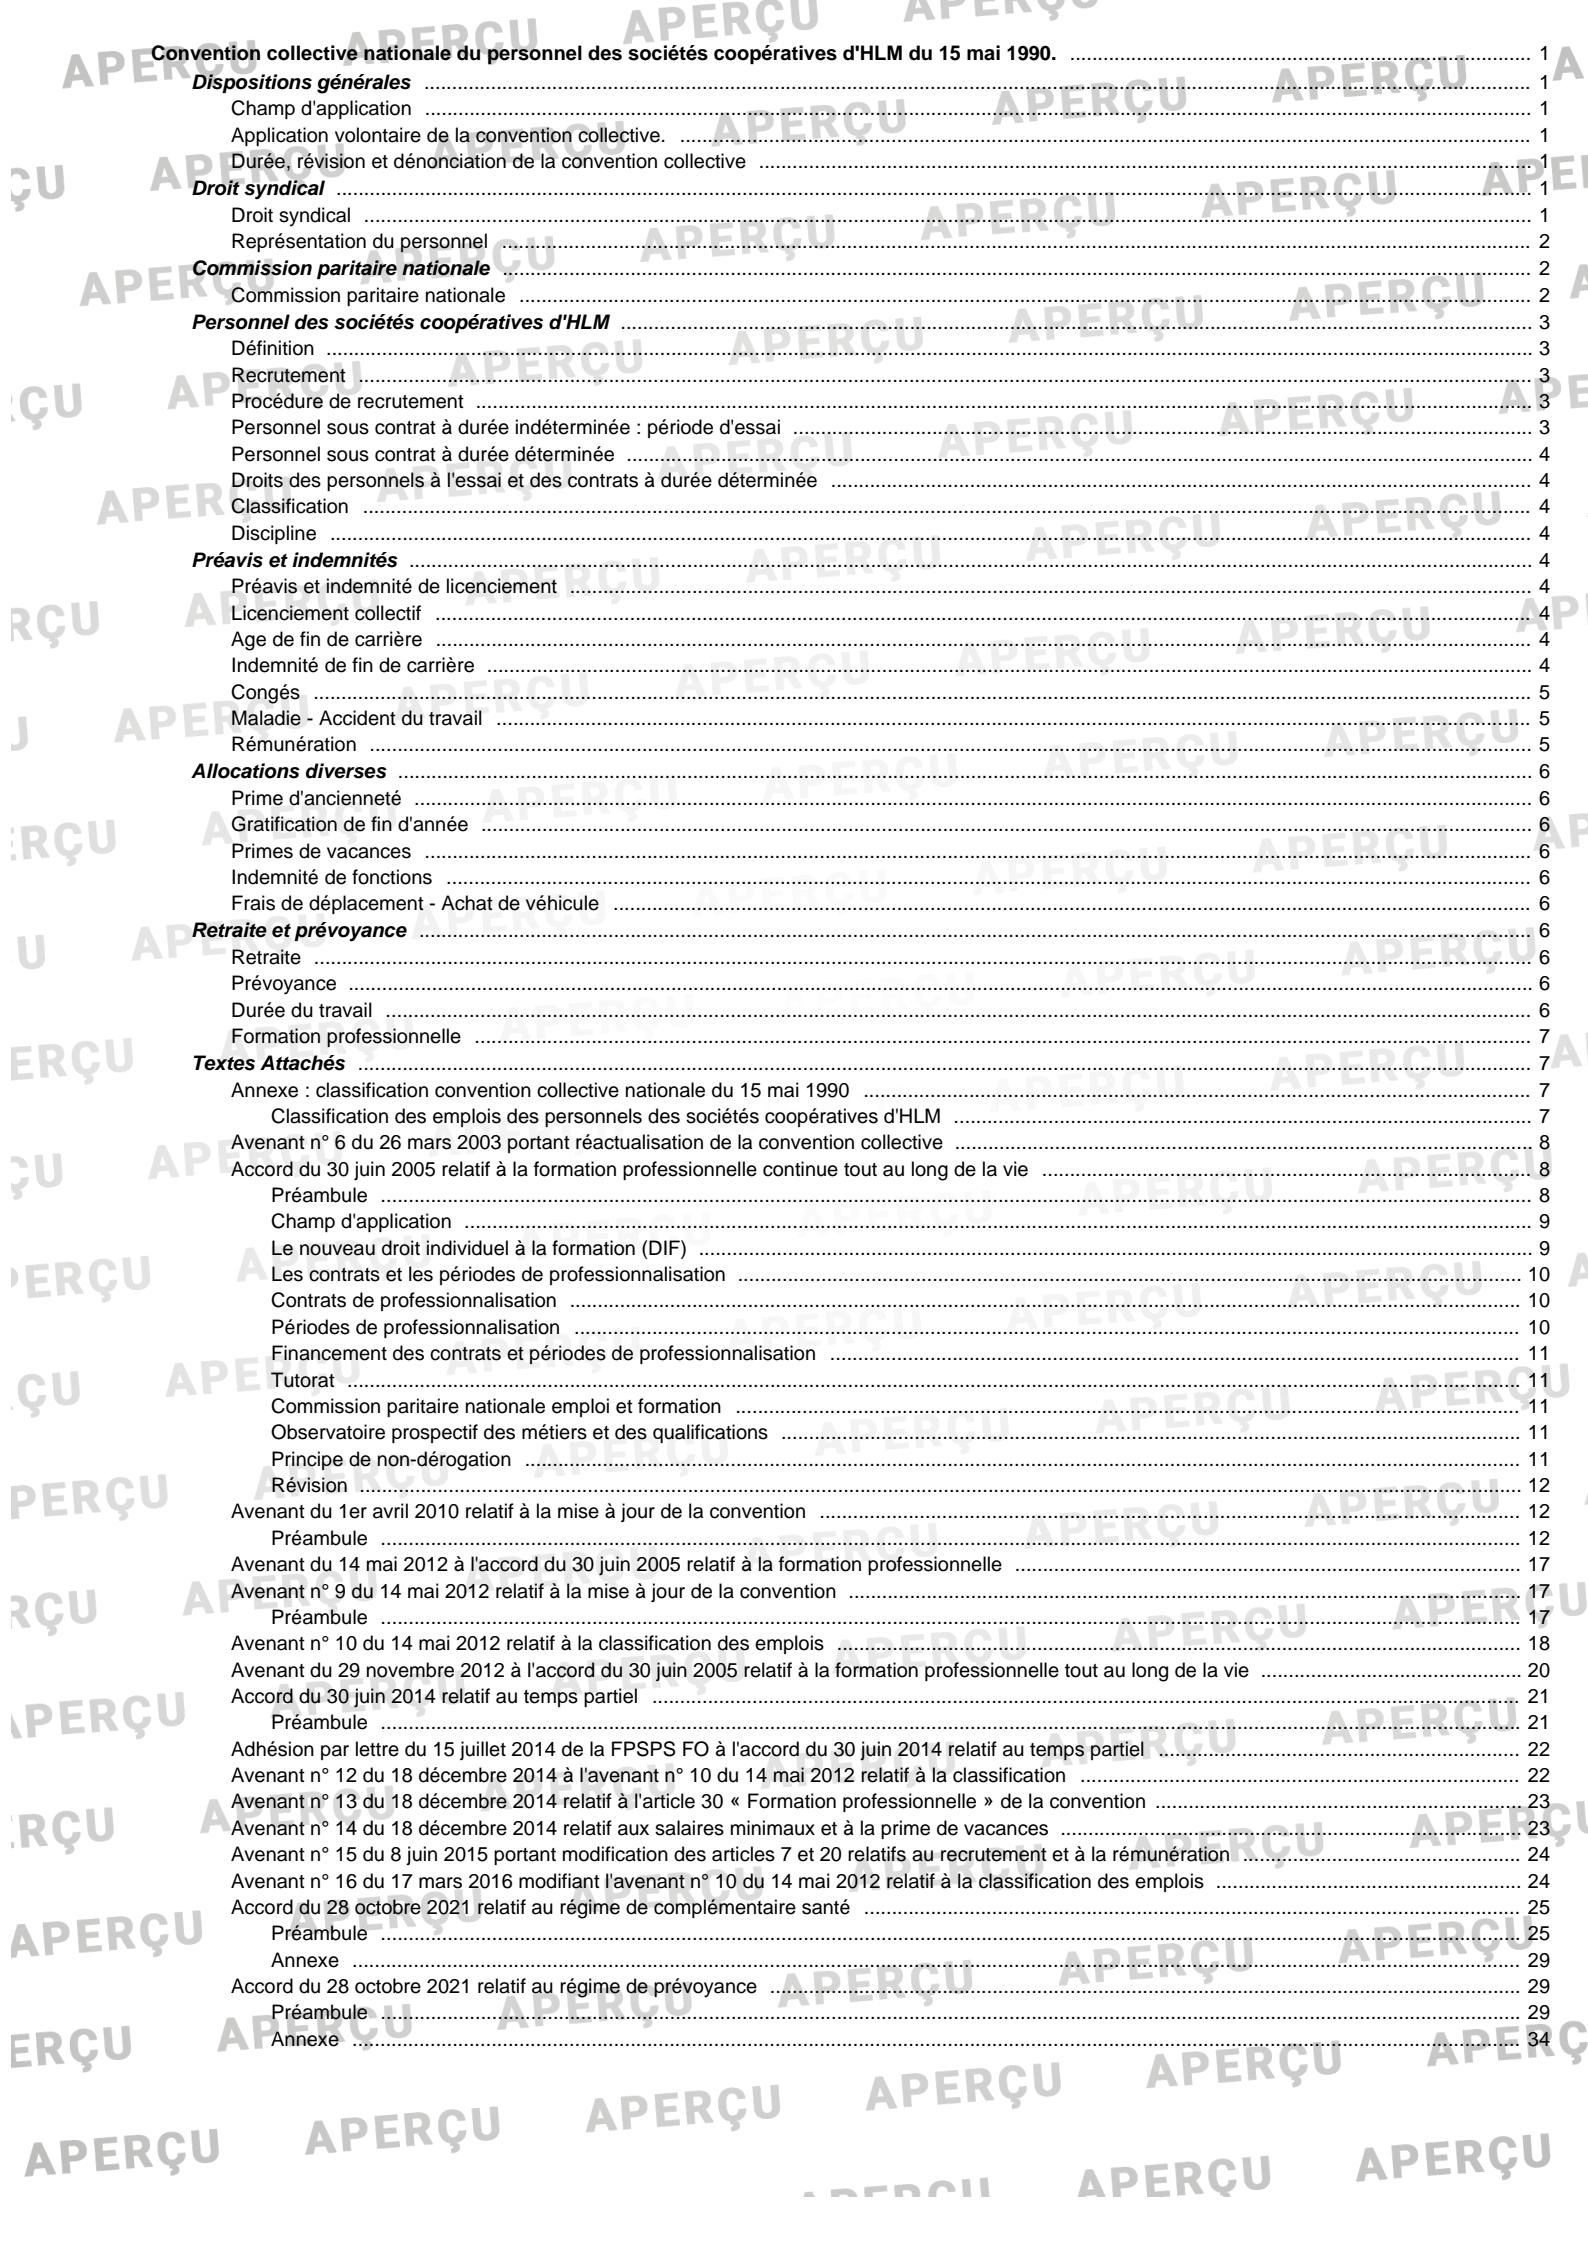 Convention collective nationale du personnel des sociétés coopératives d'HLM du 15 mai 1990. 1
Dispositions générales 1
Champ d'application 1
Application volontaire de la convention collective. 1
Durée, révision et dénonciation de la convention collective 1
Droit syndical 1
Droit syndical 1
Représentation du personnel 2
Commission paritaire nationale 2
Commission paritaire nationale 2
Personnel des sociétés coopératives d'HLM 3
Définition 3
Recrutement 3
Procédure de recrutement 3
Personnel sous contrat à durée indéterminée : période d'essai 3
Personnel sous contrat à durée déterminée 4
Droits des personnels à l'essai et des contrats à durée déterminée 4
Classification 4
Discipline 4
Préavis et indemnités 4
Préavis et indemnité de licenciement 4
Licenciement collectif 4
Age de fin de carrière 4
Indemnité de fin de carrière 4
Congés 5
Maladie - Accident du travail 5
Rémunération 5
Allocations diverses 6
Prime d'ancienneté 6
Gratification de fin d'année 6
Primes de vacances 6
Indemnité de fonctions 6
Frais de déplacement - Achat de véhicule 6
Retraite et prévoyance 6
Retraite 6
Prévoyance 6
Durée du travail 6
Formation professionnelle 7
Textes Attachés 7
Annexe : classification convention collective nationale du 15 mai 1990 7
Classification des emplois des personnels des sociétés coopératives d'HLM 7
Avenant n° 6 du 26 mars 2003 portant réactualisation de la convention collective 8
Accord du 30 juin 2005 relatif à la formation professionnelle continue tout au long de la vie 8
Préambule 8
Champ d'application 9
Le nouveau droit individuel à la formation (DIF) 9
Les contrats et les périodes de professionnalisation 10
Contrats de professionnalisation 10
Périodes de professionnalisation 10
Financement des contrats et périodes de professionnalisation 11
Tutorat 11
Commission paritaire nationale emploi et formation 11
Observatoire prospectif des métiers et des qualifications 11
Principe de non-dérogation 11
Révision 12
Avenant du 1er avril 2010 relatif à la mise à jour de la convention 12
Préambule 12
Avenant du 14 mai 2012 à l'accord du 30 juin 2005 relatif à la formation professionnelle 17
Avenant n° 9 du 14 mai 2012 relatif à la mise à jour de la convention 17
Préambule 17
Avenant n° 10 du 14 mai 2012 relatif à la classification des emplois 18
Avenant du 29 novembre 2012 à l'accord du 30 juin 2005 relatif à la formation professionnelle tout au long de la vie 20
Accord du 30 juin 2014 relatif au temps partiel 21
Préambule 21
Adhésion par lettre du 15 juillet 2014 de la FPSPS FO à l'accord du 30 juin 2014 relatif au temps partiel 22
Avenant n° 12 du 18 décembre 2014 à l'avenant n° 10 du 14 mai 2012 relatif à la classification 22
Avenant n° 13 du 18 décembre 2014 relatif à l'article 30 « Formation professionnelle » de la convention 23
Avenant n° 14 du 18 décembre 2014 relatif aux salaires minimaux et à la prime de vacances 23
Avenant n° 15 du 8 juin 2015 portant modification des articles 7 et 20 relatifs au recrutement et à la rémunération 24
Avenant n° 16 du 17 mars 2016 modifiant l'avenant n° 10 du 14 mai 2012 relatif à la classification des emplois 24
Accord du 28 octobre 2021 relatif au régime de complémentaire santé 25
Préambule 25
Annexe 29
Accord du 28 octobre 2021 relatif au régime de prévoyance 29
Préambule 29
Annexe 34
APERÇU